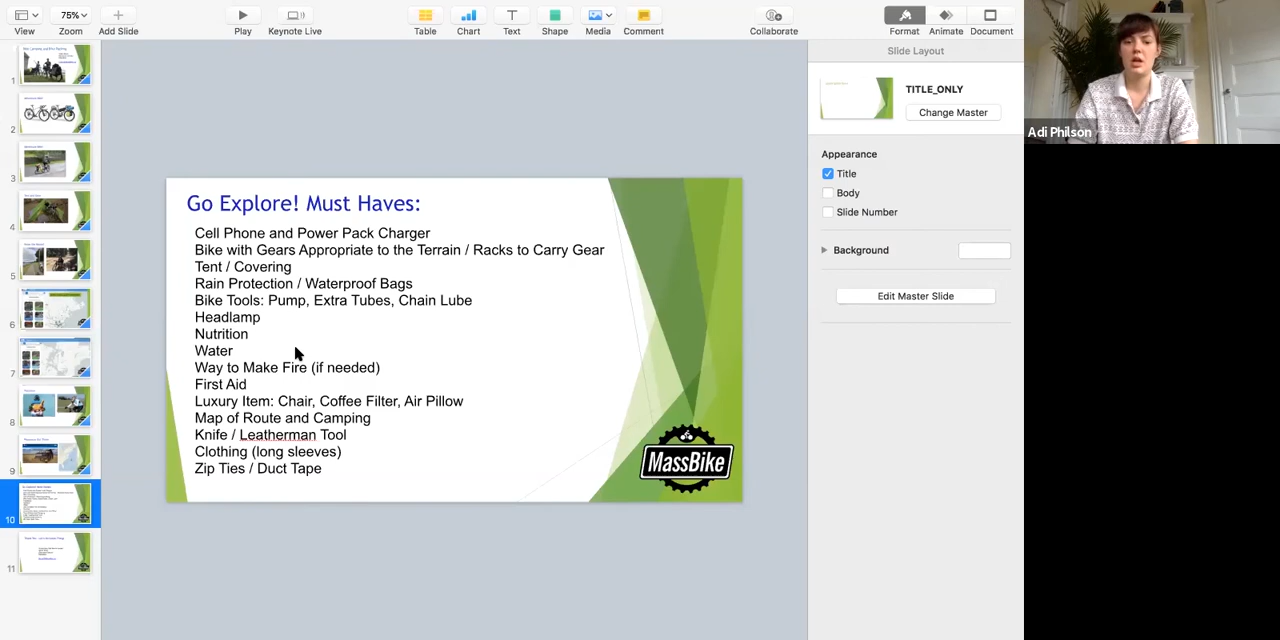 View
75%
Zoom
Add Slide
Play
Keynote Live
Table
Chart
Text
Shape
Media
Comment
Collaborate
Format
Animate
Document
Slide Layout
TITLE_ONLY
Change Master
Appearance
Title
Body
Slide Number
Background
Edit Master Slide
Adi Philson
1
2
3
4
5
6
7
8
9
10
11
Go Explore! Must Haves:
Cell Phone and Power Pack Charger
Bike with Gears Appropriate to the Terrain / Racks to Carry Gear
Tent / Covering
Rain Protection / Waterproof Bags
Bike Tools: Pump, Extra Tubes, Chain Lube
Headlamp
Nutrition
Water
Way to Make Fire (if needed)
First Aid
Luxury Item: Chair, Coffee Filter, Air Pillow
Map of Route and Camping
Knife / Leatherman Tool
Clothing (long sleeves)
Zip Ties / Duct Tape
MassBike